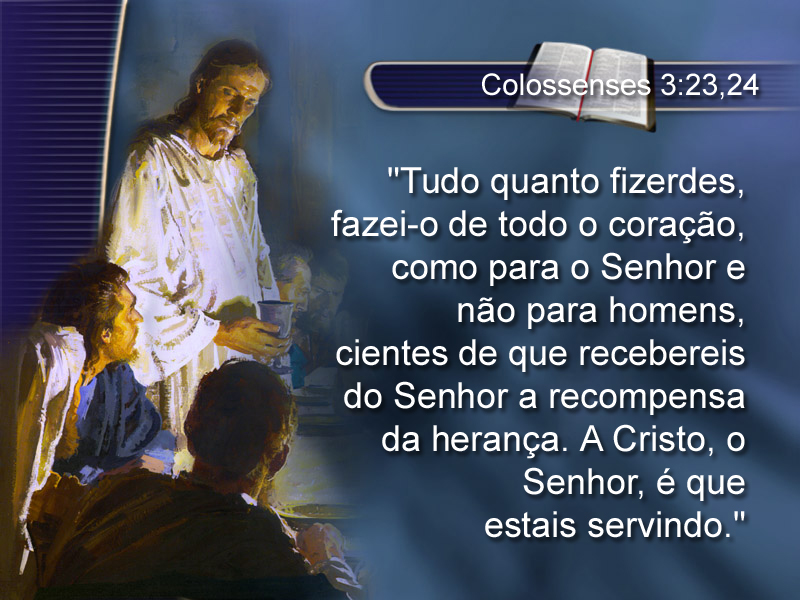 Colossenses 3:23,24
"Tudo quanto fizerdes,
fazei-o de todo o coração,
como para o Senhor e
não para homens,
cientes de que recebereis
do Senhor a recompensa
da herança. A Cristo, o
Senhor, é que
estais servindo."